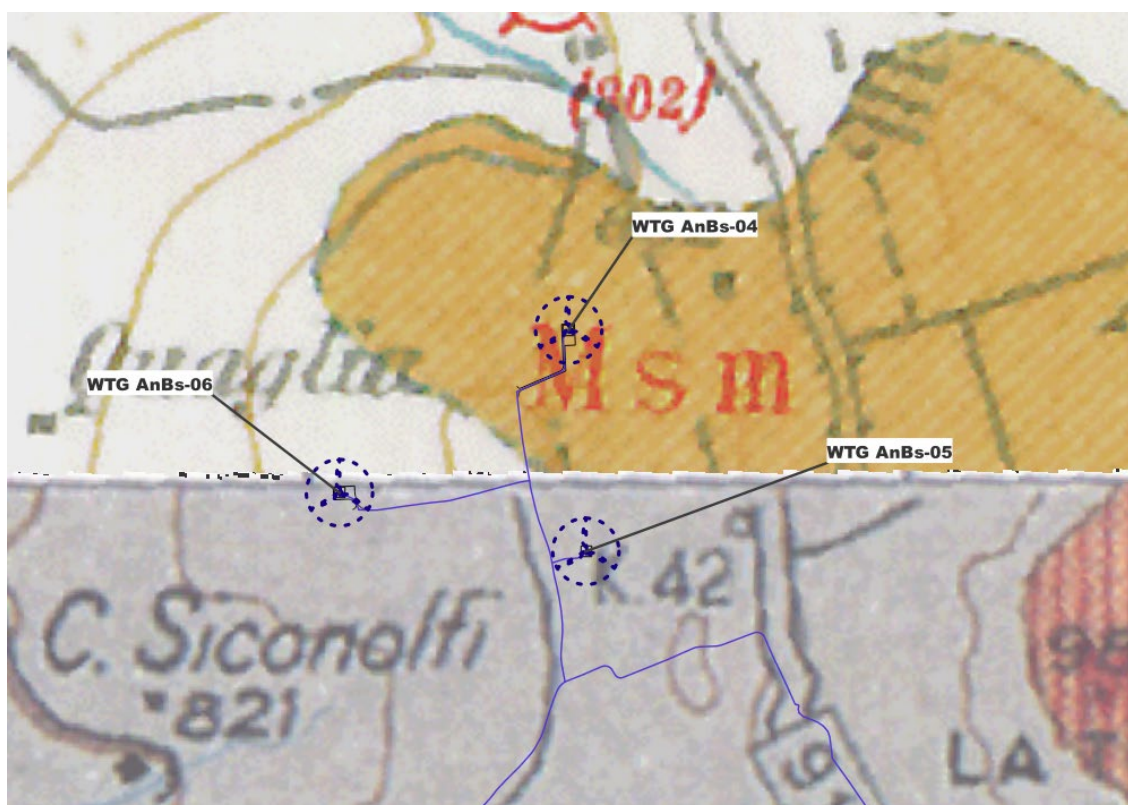 (802)
WTG AnBs-04
Msm
WTG AnBs-06
WTG AnBs-05
K.42
C. Siconolfi
821
LA